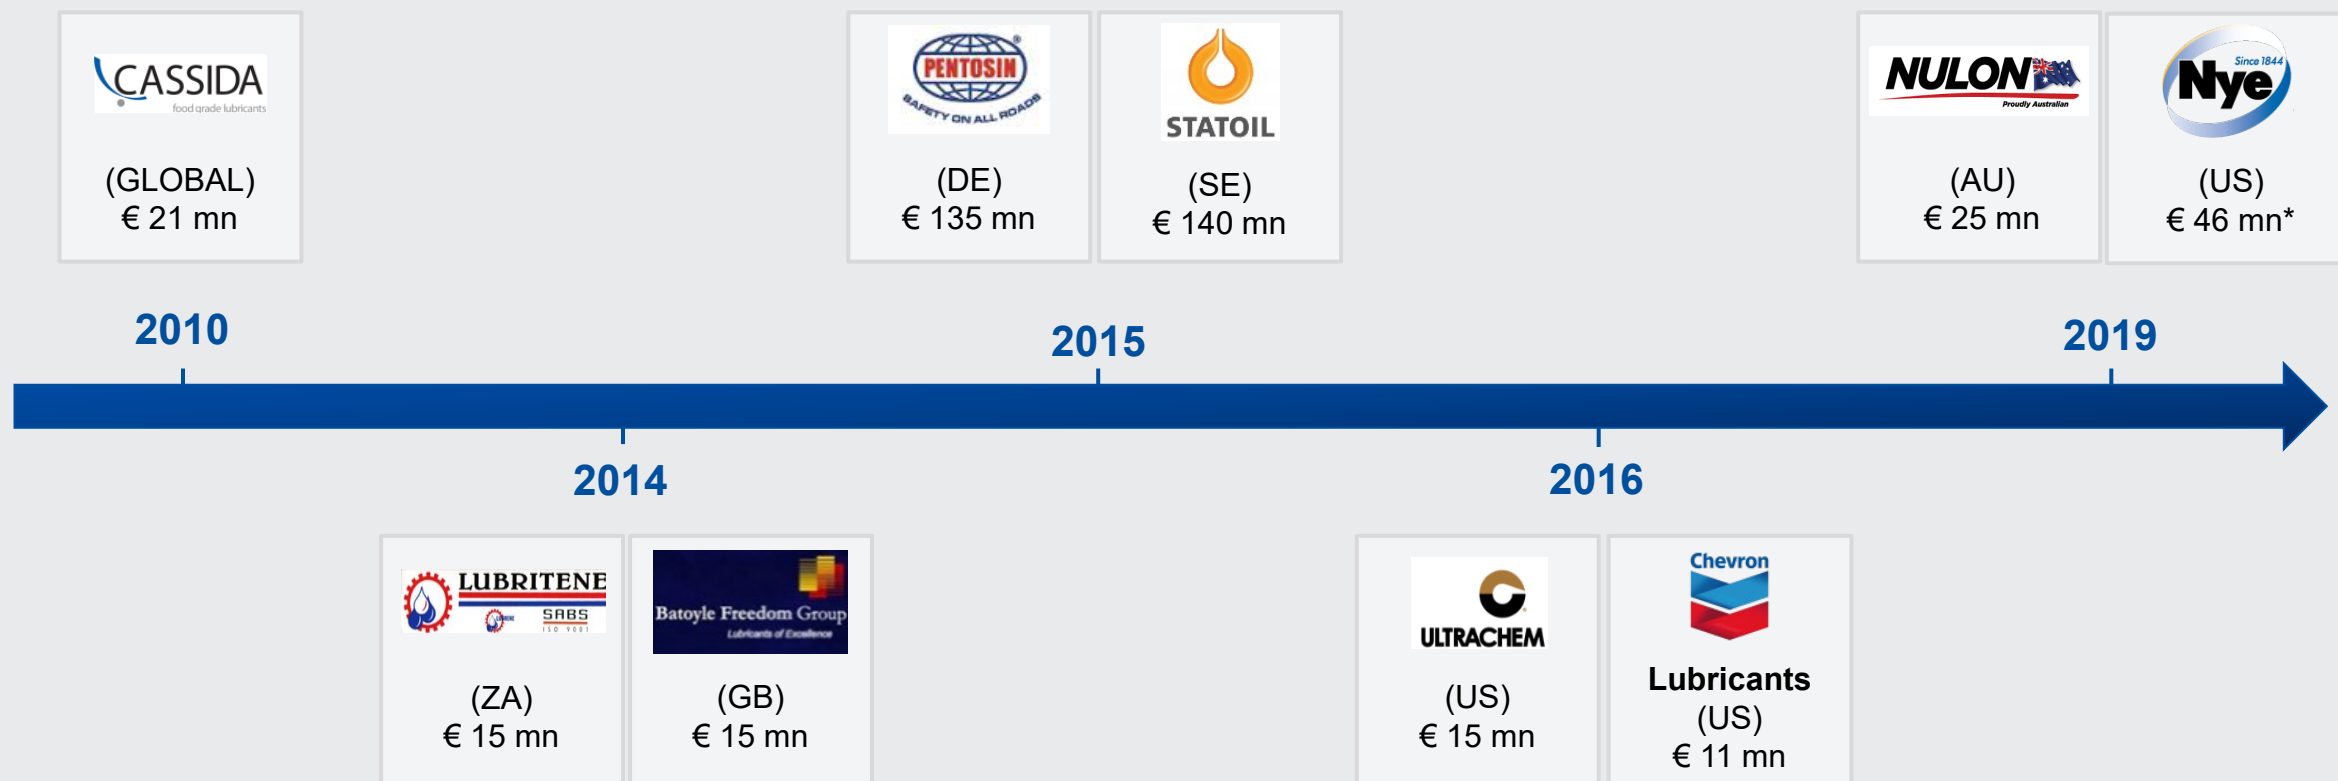 CASSIDA
food grade lubricants
(GLOBAL)
€ 21 mn
PENTOSIN®
SAFETY ON ALL ROADS
(DE)
€ 135 mn
STATOIL
(SE)
€ 140 mn
NULON
Proudly Australian
(AU)
€ 25 mn
Since 1844
Nye
(US)
€ 46 mn*
2010
2015
2019
2014
2016
LUBRITENE
SABS
ISO 9001
(ZA)
€ 15 mn
Batoyle Freedom Group
Lubricants of Excellence
(GB)
€ 15 mn
ULTRACHEM
(US)
€ 15 mn
Chevron
Lubricants
(US)
€ 11 mn